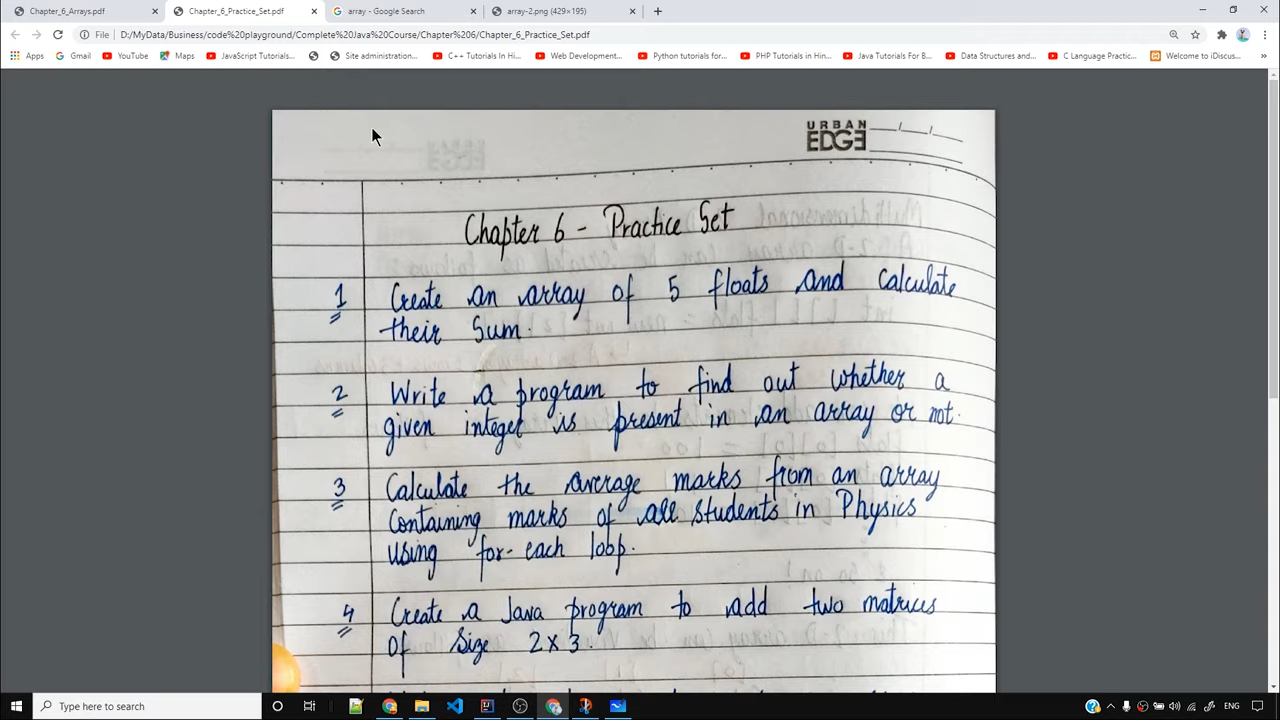 Chapter_6_Arrays.pdf
Chapter_6_Practice_Set.pdf
array - Google Search
array-2.png (429×195)
File
D:/MyData/Business/code%20playground/Complete%20Java%20Course/Chapter%206/Chapter_6_Practice_Set.pdf
Apps
Gmail
YouTube
Maps
JavaScript Tutorials...
Site administration...
C++ Tutorials In Hi...
Web Development...
Python tutorials for...
PHP Tutorials in Hin...
Java Tutorials For B...
Data Structures and...
C Language Practic...
Welcome to iDiscus...
URBAN
EDGE
Chapter 6 - Practice Set
1 Create an array of 5 floats and calculate
their sum.
2 Write a program to find out whether a
given integer is present in an array or not.
3 Calculate the average marks from an array
containing marks of all students in Physics
using for-each loop.
4 Create a Java program to add two matrices
of size 2×3.
Type here to search
ENG